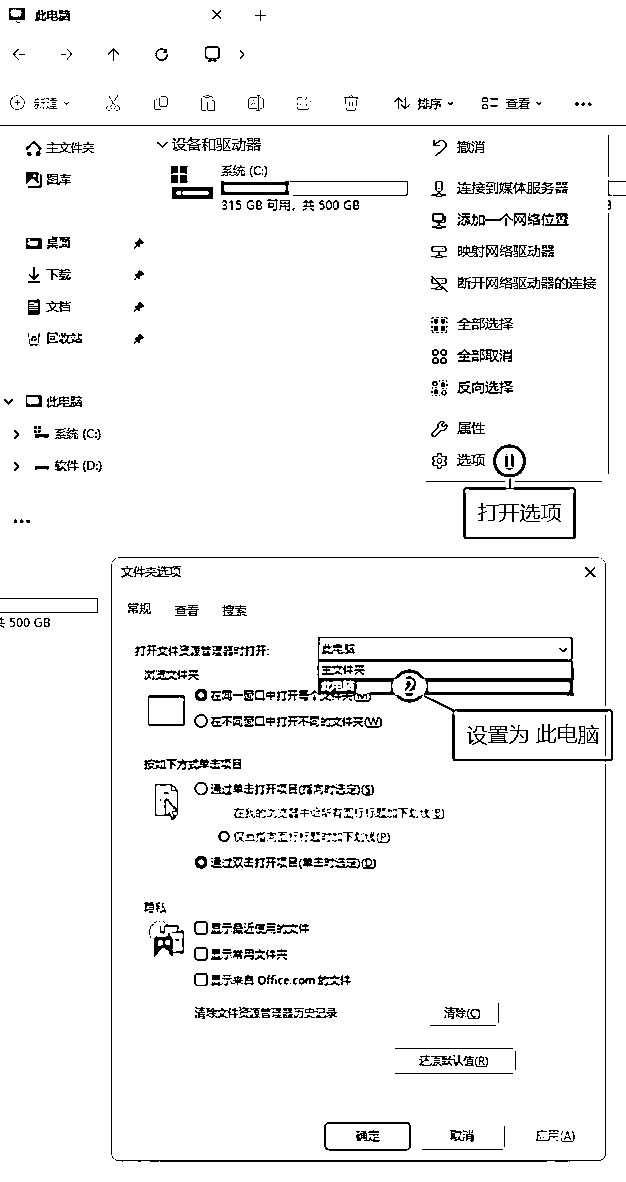 此电脑
新建 排序 查看
主文件夹
图库
桌面
下载
文档
回收站
此电脑
系统 (C:)
软件 (D:)
设备和驱动器
系统 (C:)
315 GB 可用，共 500 GB
撤消
连接到媒体服务器
添加一个网络位置
映射网络驱动器
断开网络驱动器的连接
全部选择
全部取消
反向选择
属性
选项
打开选项
共 500 GB
文件夹选项
常规 查看 搜索
打开文件资源管理器时打开: 此电脑
主文件夹
此电脑
2
设置为 此电脑
浏览文件夹
在同一窗口中打开每个文件夹(M)
在不同窗口中打开不同的文件夹(W)
按如下方式单击项目
通过单击打开项目(指向时选定)(S)
在我的浏览器中给所有图标标题加下划线(B)
仅当指向图标标题时加下划线(P)
通过双击打开项目(单击时选定)(D)
隐私
显示最近使用的文件
显示常用文件夹
显示来自 Office.com 的文件
清除文件资源管理器历史记录 清除(C)
还原默认值(R)
确定 取消 应用(A)